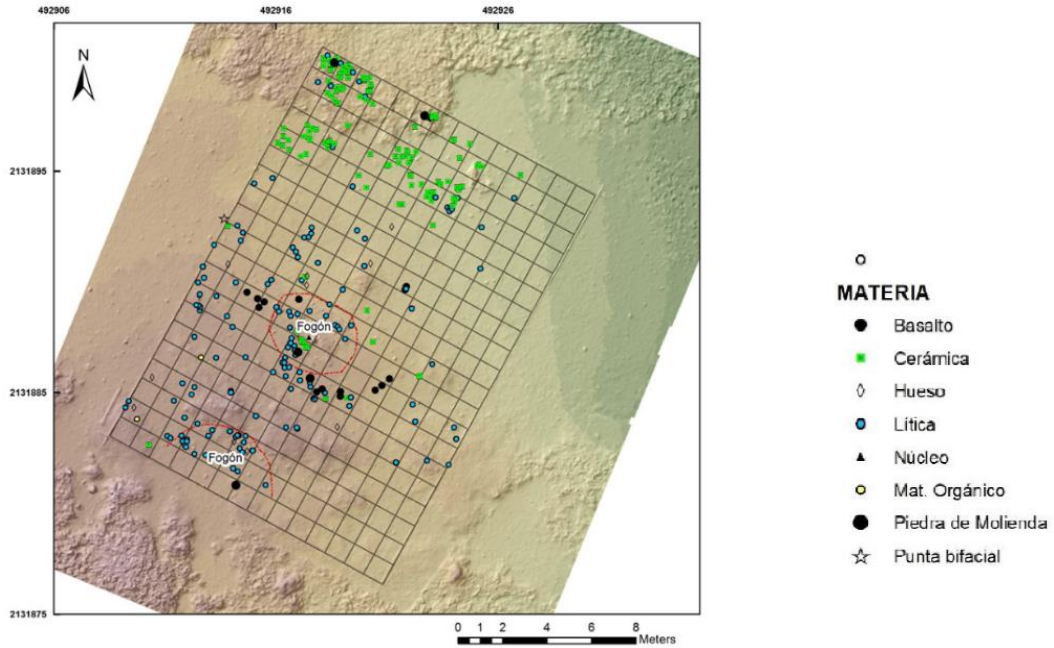 492906 492916 492926
N
2131895
2131885
2131875
Fogón
Fogón
0 1 2 4 6 8
Meters
MATERIA
Basalto
Cerámica
Hueso
Lítica
Núcleo
Mat. Orgánico
Piedra de Molienda
Punta bifacial